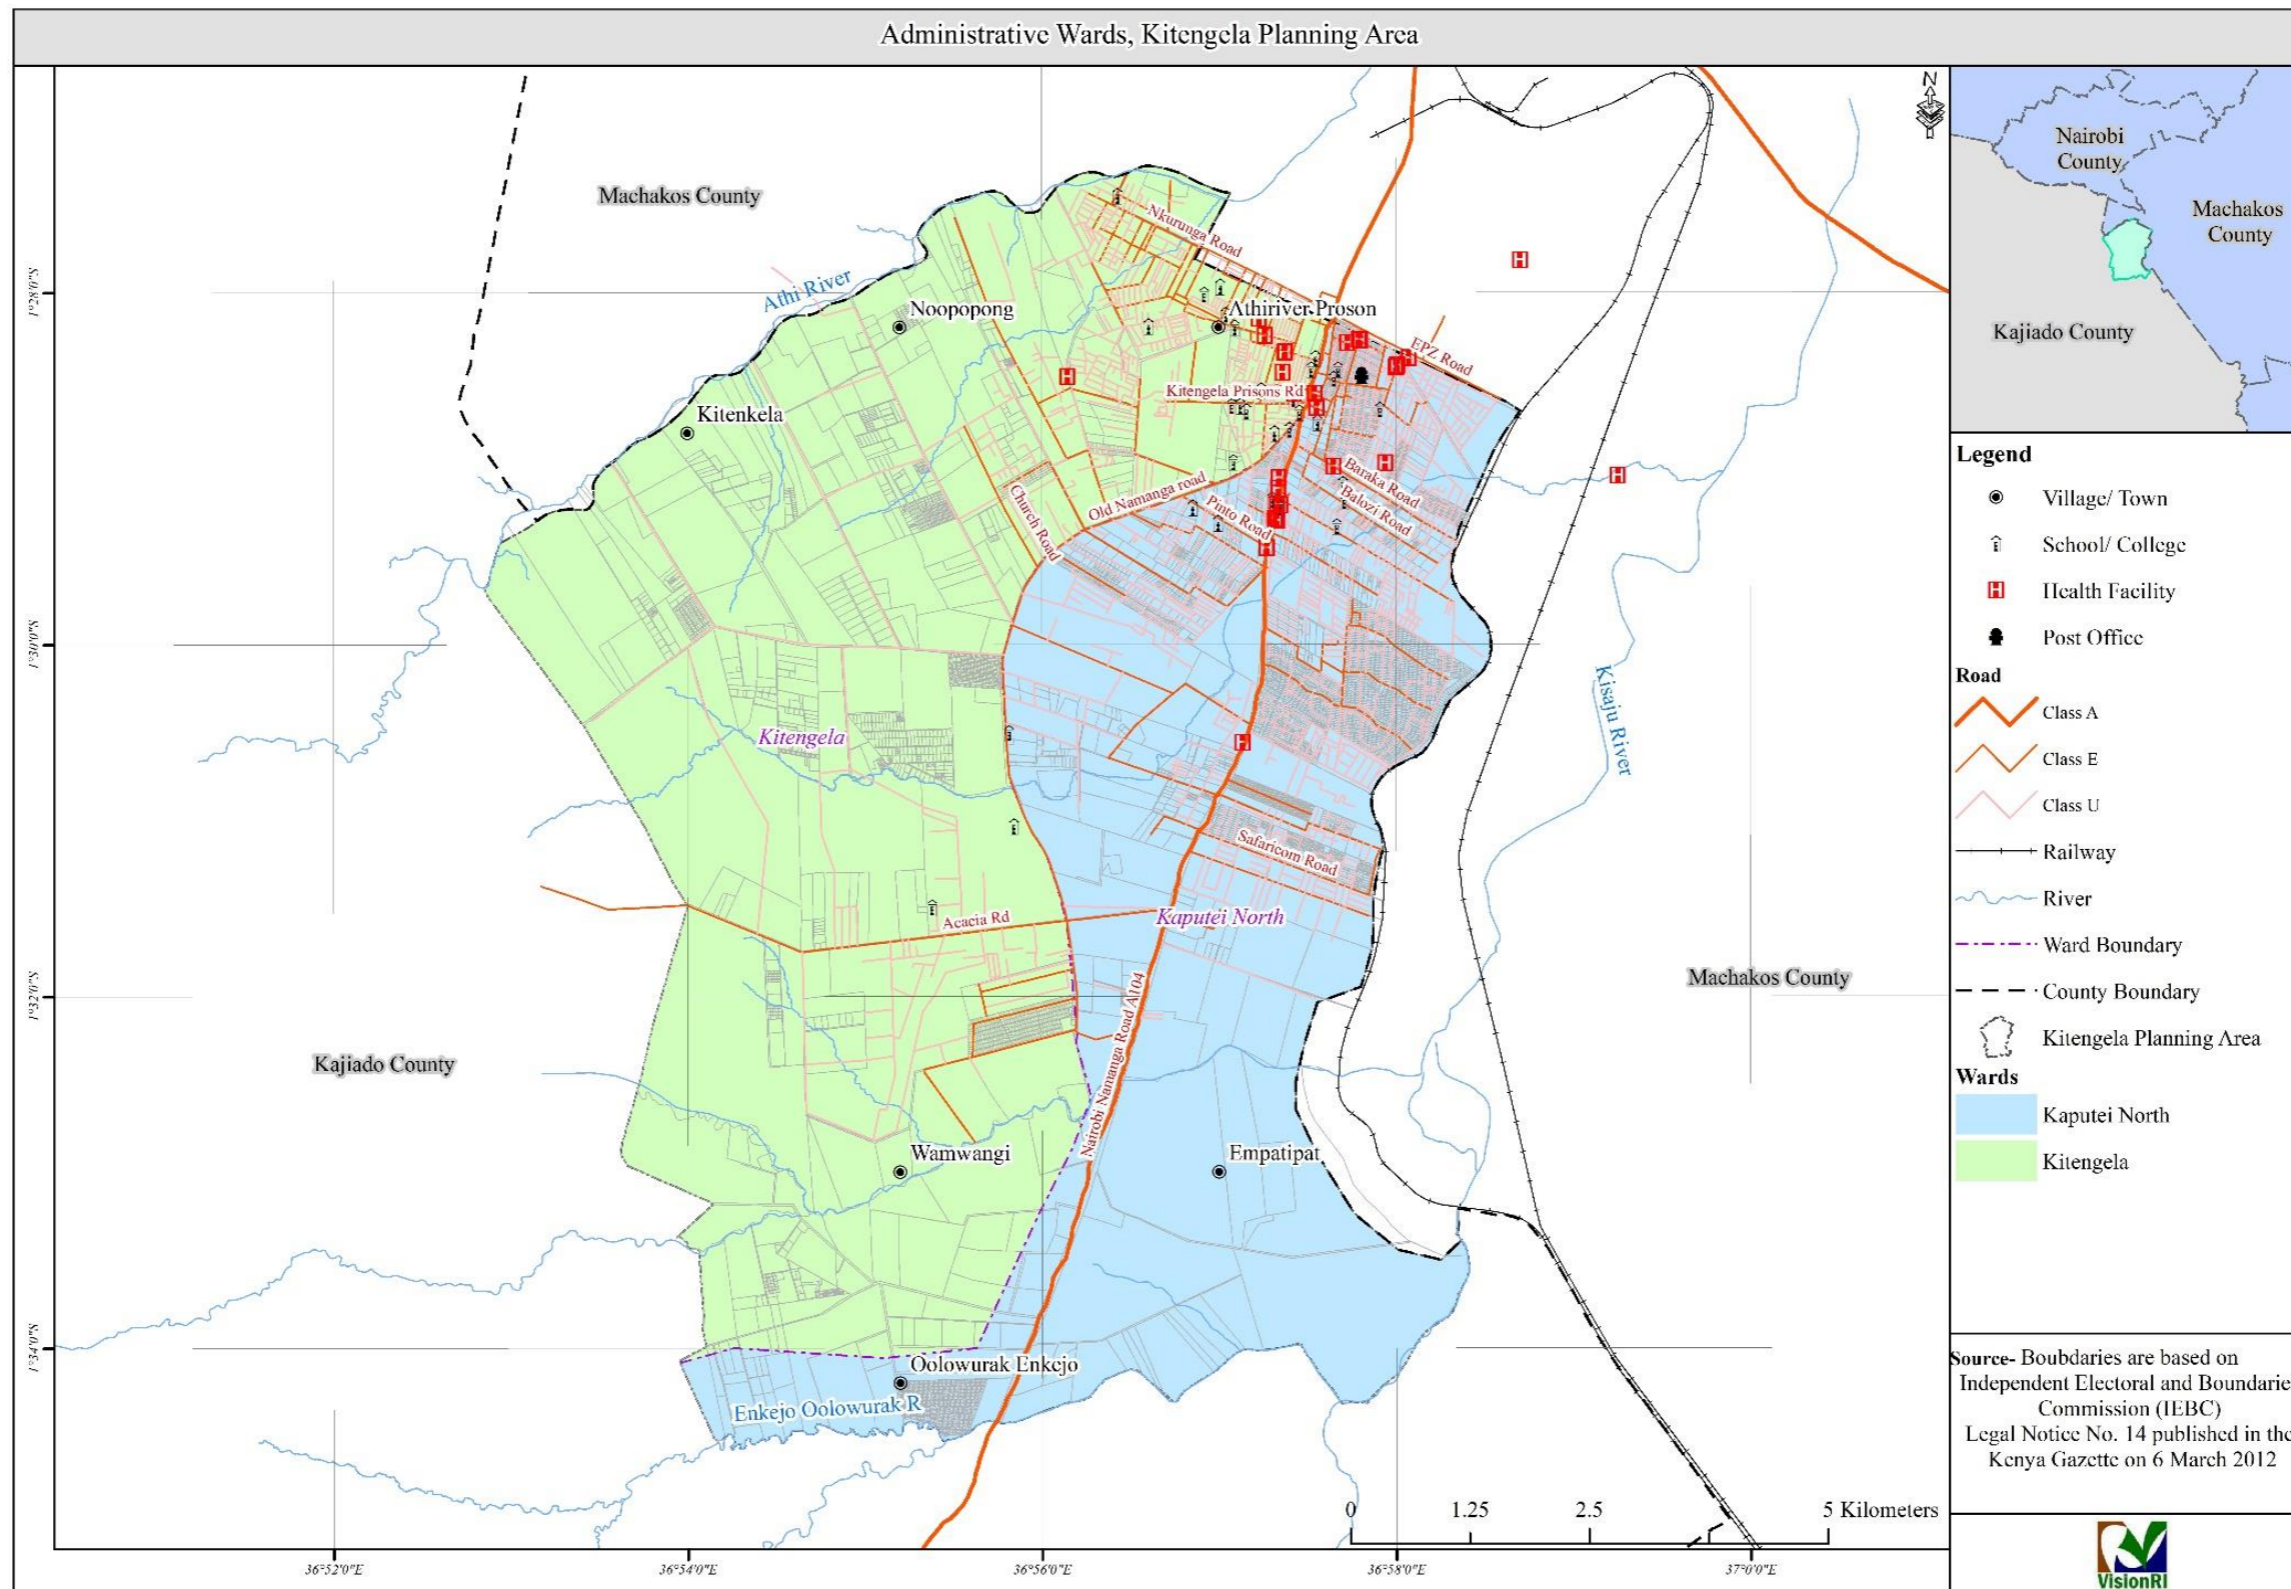 Administrative Wards, Kitengela Planning Area
N
Machakos County
Athi River
Nkurunga Road
Noopopong
Athiriver Proson
EPZ Road
Kitengela Prisons Rd
Kitenkela
Baraka Road
Balozi Road
Old Namanga road
Pinto Road
Church Road
Kisaju River
Kitengela
Safaricom Road
Acacia Rd
Kaputei North
Machakos County
Kajiado County
Nairobi Namanga Road A104
Wamwangi
Empatipat
Oolowurak Enkejo
Enkejo Oolowurak R
0 1.25 2.5 5 Kilometers
1°28'0"S
1°30'0"S
1°32'0"S
1°34'0"S
36°52'0"E
36°54'0"E
36°56'0"E
36°58'0"E
37°0'0"E
Nairobi
County
Machakos
County
Kajiado County
Legend
Village/ Town
School/ College
Health Facility
Post Office
Road
Class A
Class E
Class U
Railway
River
Ward Boundary
County Boundary
Kitengela Planning Area
Wards
Kaputei North
Kitengela
Source- Boubdaries are based on
Independent Electoral and Boundarie
Commission (IEBC)
Legal Notice No. 14 published in the
Kenya Gazette on 6 March 2012
VisionRI